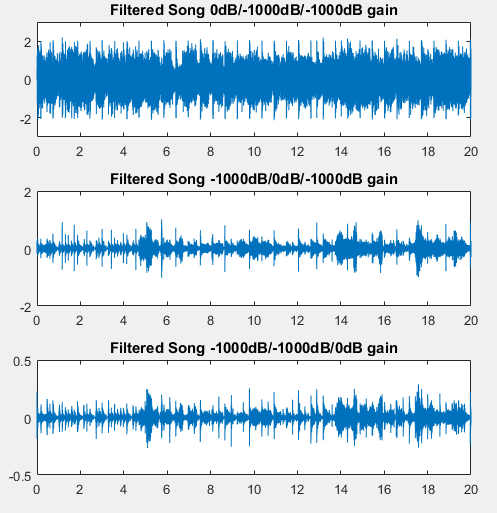 Filtered Song 0dB/-1000dB/-1000dB gain
2
0
-2
0 2 4 6 8 10 12 14 16 18 20
Filtered Song -1000dB/0dB/-1000dB gain
2
0
-2
0 2 4 6 8 10 12 14 16 18 20
Filtered Song -1000dB/-1000dB/0dB gain
0.5
0
-0.5
0 2 4 6 8 10 12 14 16 18 20